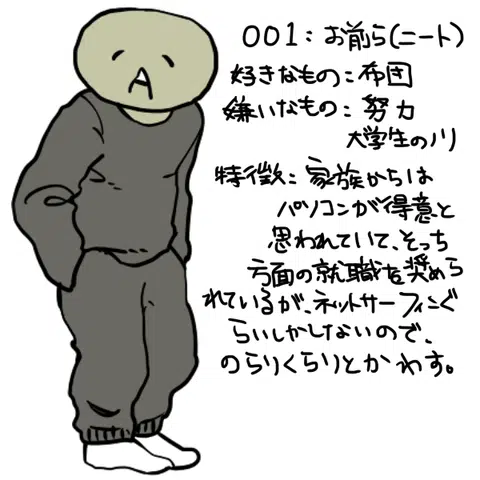 001：お前ら(ニート)
好きなもの：布団
嫌いなもの：努力
大学生のノリ
特徴：家族からは
パソコンが得意と
思われていて、そっち
方面の就職を奨めら
れているが、ネットサーフィンぐ
らいしかしないので、
のらりくらりとかわす。